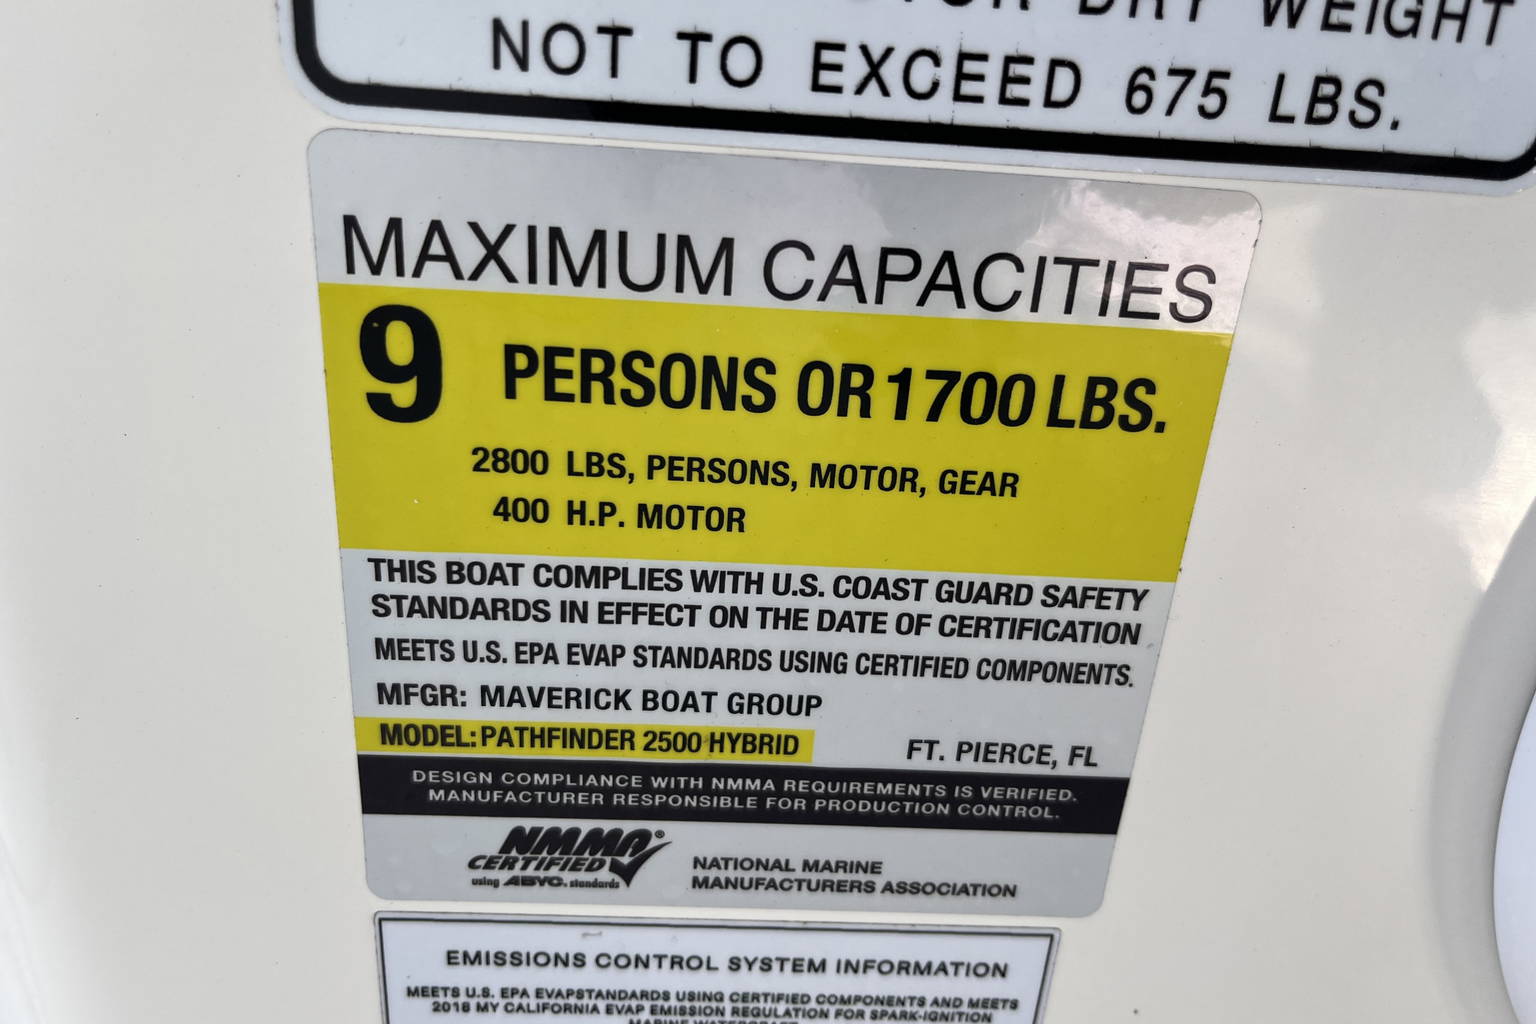 DRY WEIGHT
NOT TO EXCEED 675 LBS.
MAXIMUM CAPACITIES
9 PERSONS OR 1700 LBS.
2800 LBS, PERSONS, MOTOR, GEAR
400 H.P. MOTOR
THIS BOAT COMPLIES WITH U.S. COAST GUARD SAFETY
STANDARDS IN EFFECT ON THE DATE OF CERTIFICATION
MEETS U.S. EPA EVAP STANDARDS USING CERTIFIED COMPONENTS.
MFGR: MAVERICK BOAT GROUP
MODEL: PATHFINDER 2500 HYBRID FT. PIERCE, FL
DESIGN COMPLIANCE WITH NMMA REQUIREMENTS IS VERIFIED.
MANUFACTURER RESPONSIBLE FOR PRODUCTION CONTROL.
NMMA®
CERTIFIED
using ABYC. standards
NATIONAL MARINE
MANUFACTURERS ASSOCIATION
EMISSIONS CONTROL SYSTEM INFORMATION
MEETS U.S. EPA EVAPSTANDARDS USING CERTIFIED COMPONENTS AND MEETS
2018 MY CALIFORNIA EVAP EMISSION REGULATION FOR SPARK-IGNITION